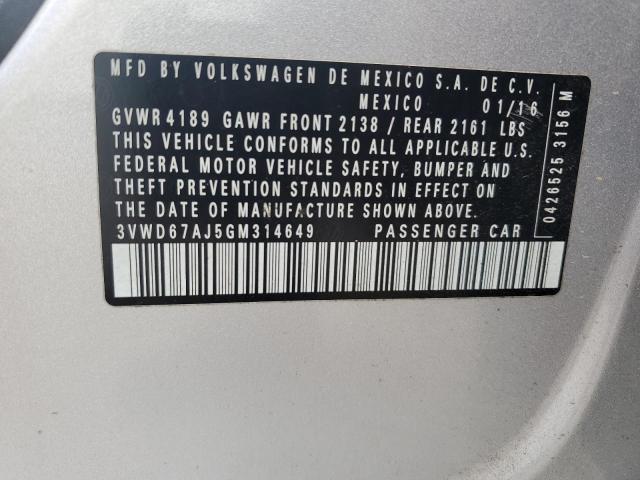 MFD BY VOLKSWAGEN DE MEXICO S.A. DE C.V.
MEXICO 01/16
GVWR 4189 GAWR FRONT 2138 / REAR 2161 LBS
THIS VEHICLE CONFORMS TO ALL APPLICABLE U.S.
FEDERAL MOTOR VEHICLE SAFETY, BUMPER AND
THEFT PREVENTION STANDARDS IN EFFECT ON
THE DATE OF MANUFACTURE SHOWN ABOVE.
3VWD67AJ5GM314649 PASSENGER CAR
0426525 3156 M